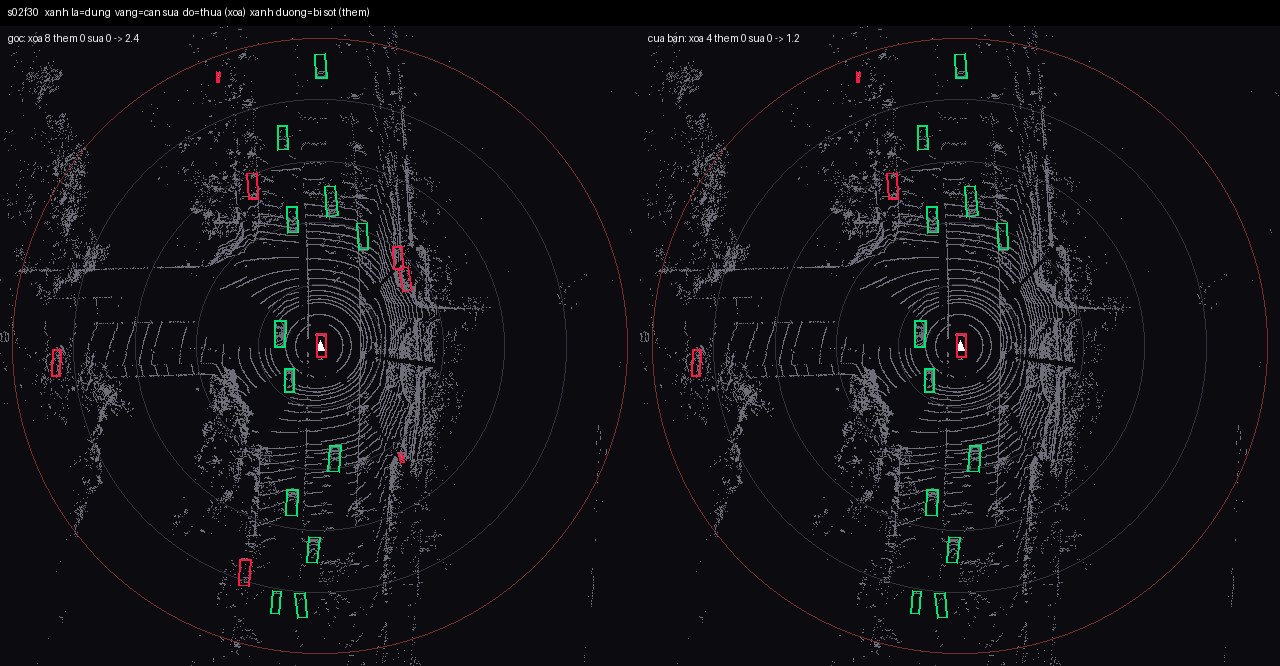 s02f30 xanh la=dung vang=can sua do=thua (xoa) xanh duong=bi sot (them)
goc: xoa 8 them 0 sua 0 -> 2.4
cua ban: xoa 4 them 0 sua 0 -> 1.2